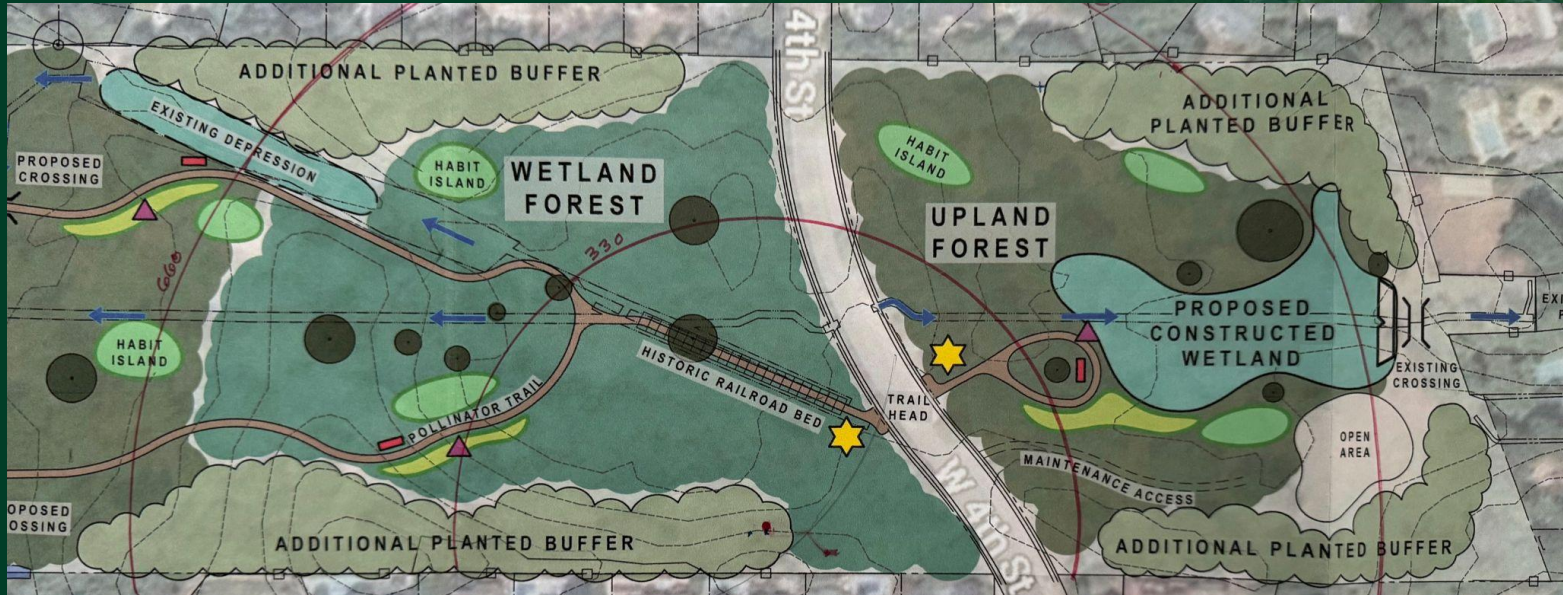 4th St
ADDITIONAL PLANTED BUFFER
EXISTING DEPRESSION
PROPOSED
CROSSING
HABIT
ISLAND
WETLAND
FOREST
HABIT
ISLAND
ADDITIONAL
PLANTED BUFFER
UPLAND
FOREST
660
330
HABIT
ISLAND
PROPOSED
CONSTRUCTED
WETLAND
HISTORIC RAILROAD BED
POLLINATOR TRAIL
TRAIL
HEAD
EXISTING
CROSSING
OPEN
AREA
MAINTENANCE ACCESS
W 4th St
OPOSED
OSSING
ADDITIONAL PLANTED BUFFER
ADDITIONAL PLANTED BUFFER